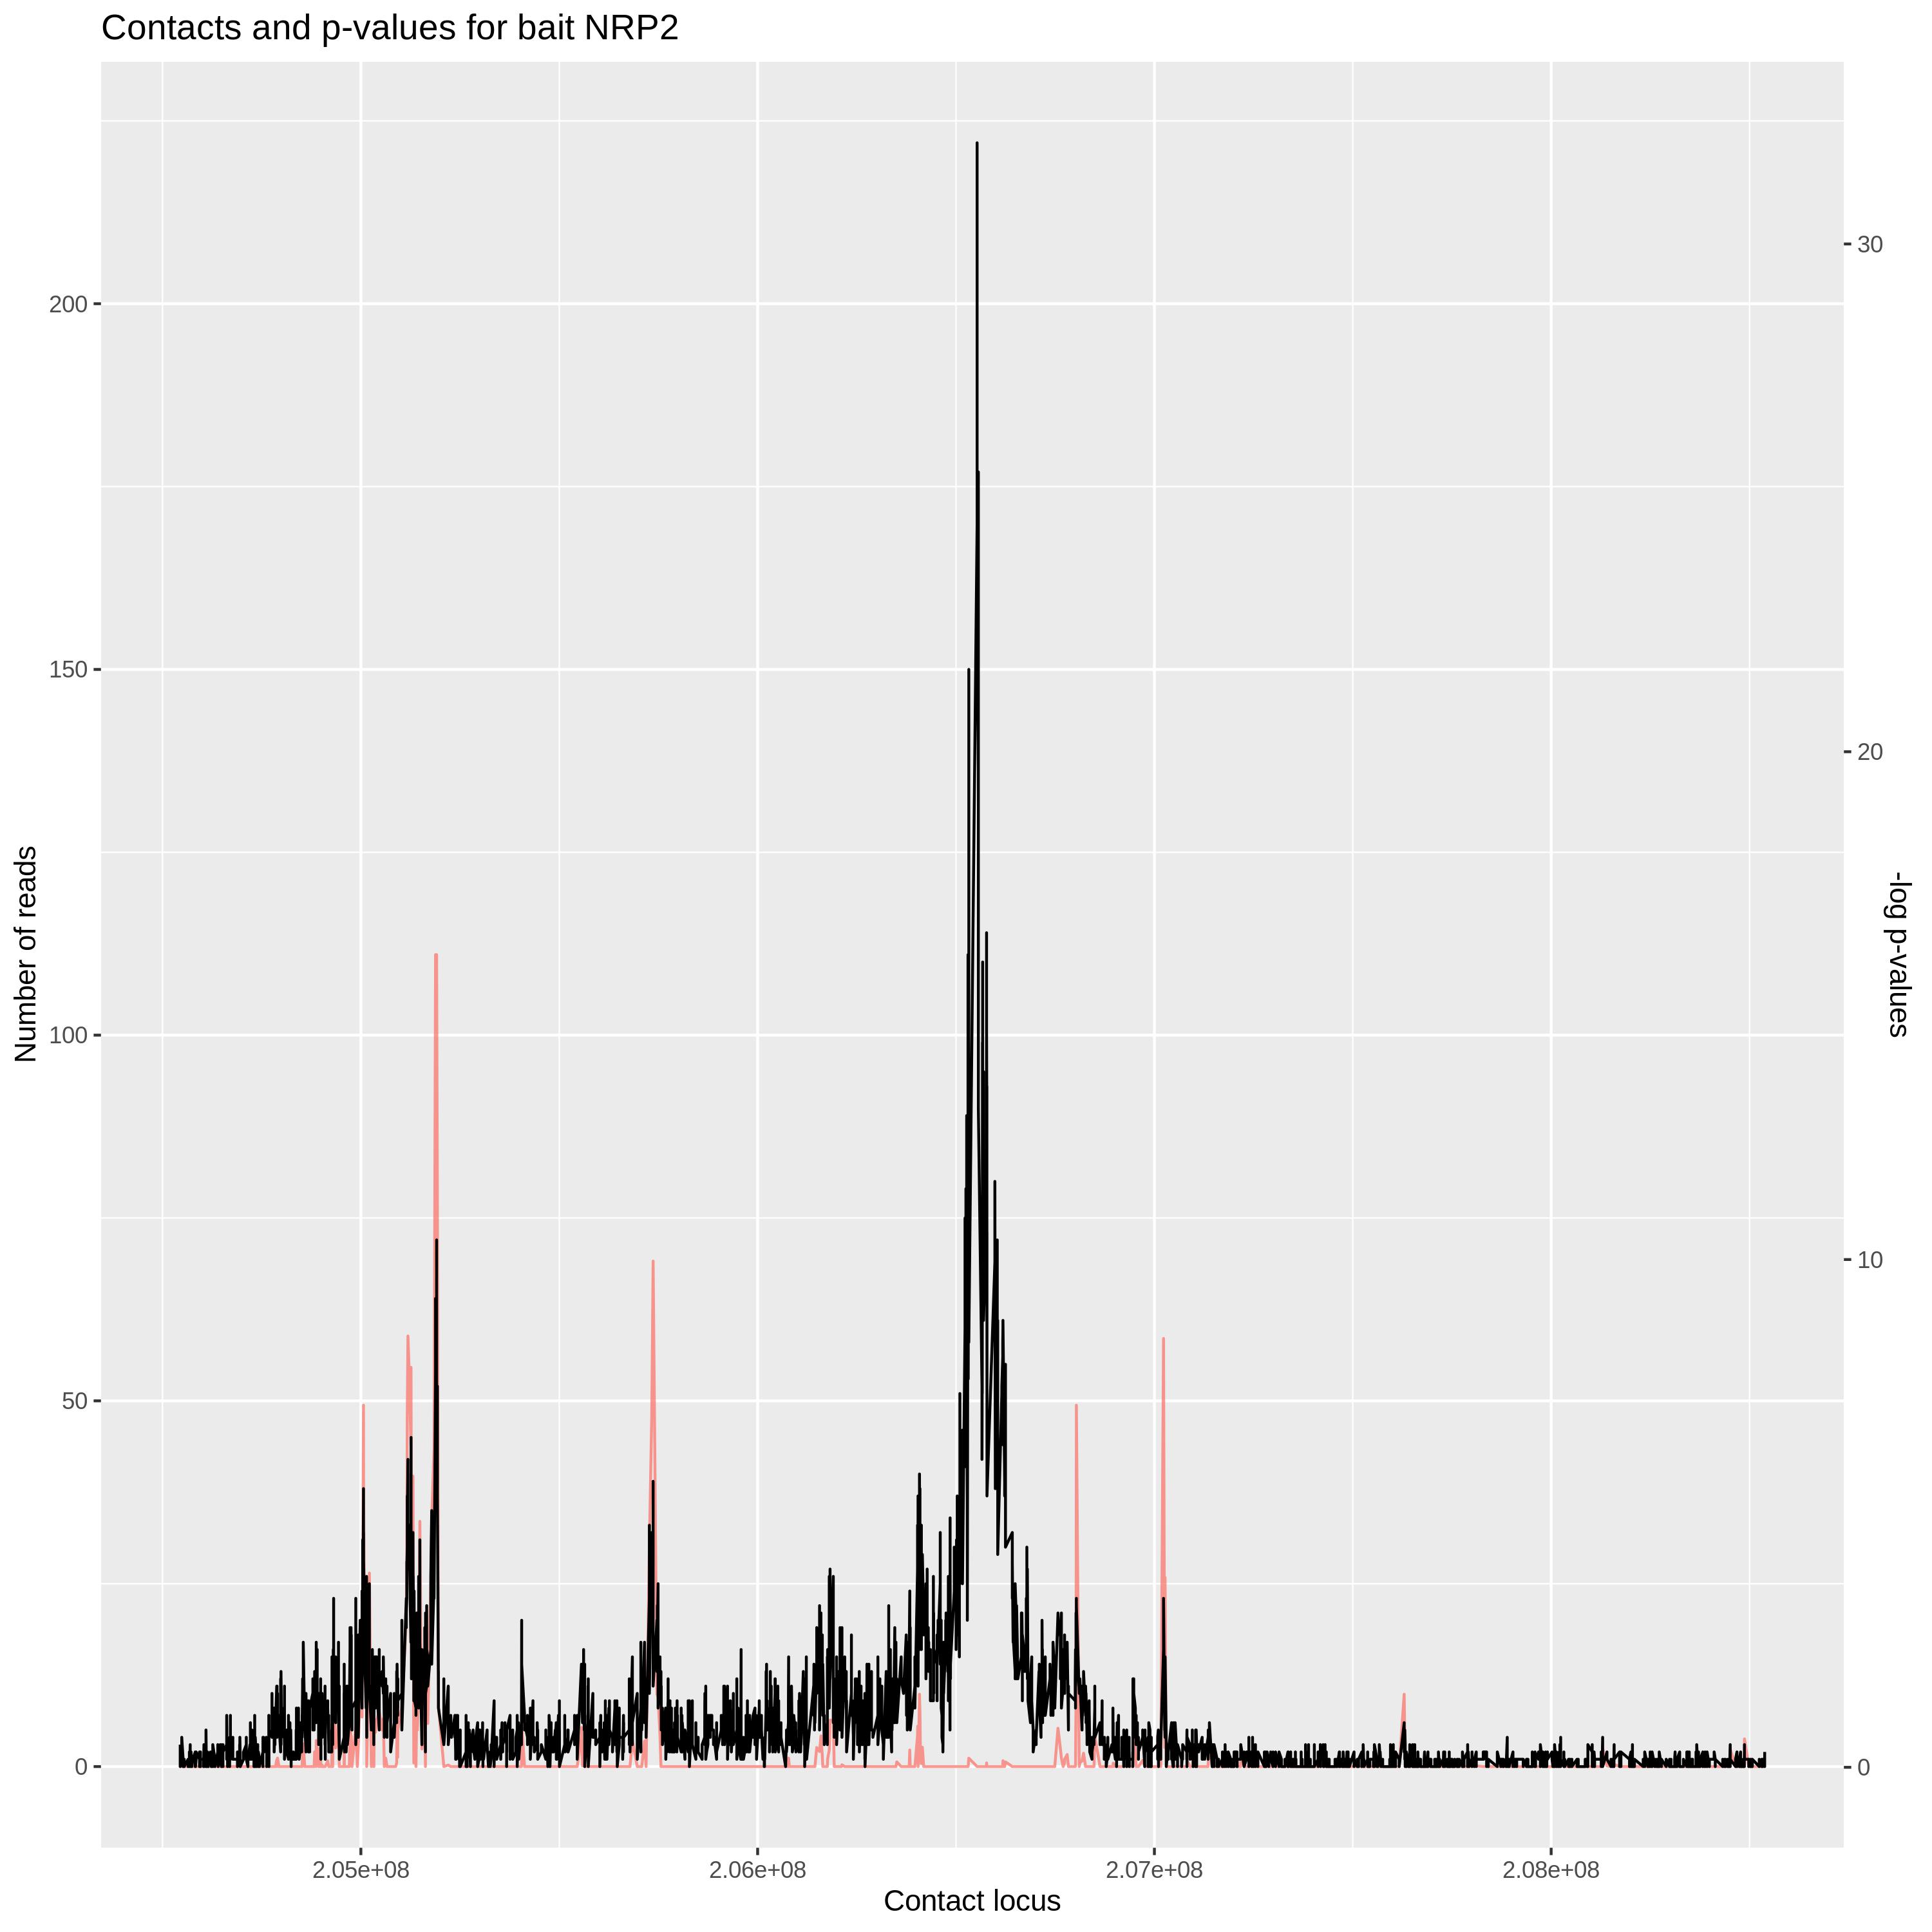 Contacts and p-values for bait NRP2
Number of reads
200
150
100
50
0
30
20
10
0
-log p-values
2.05e+08 2.06e+08 2.07e+08 2.08e+08
Contact locus